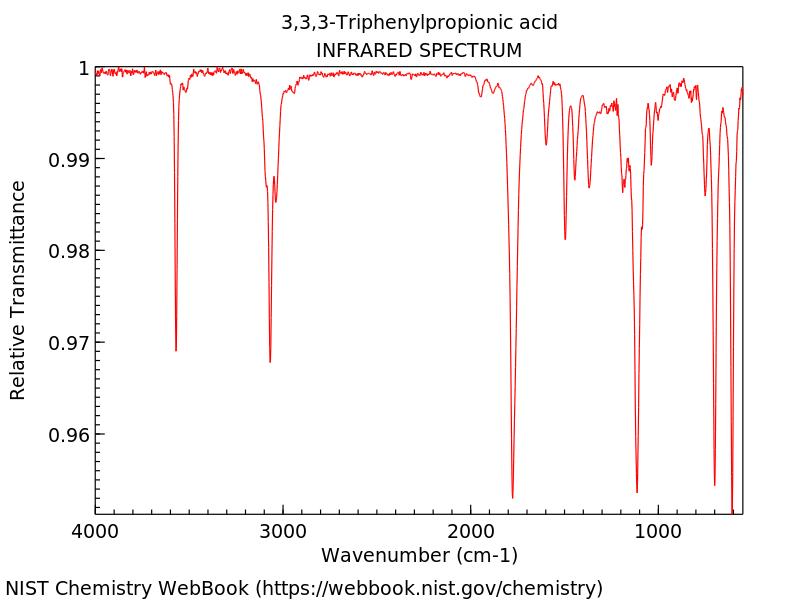 3,3,3-Triphenylpropionic acid
INFRARED SPECTRUM
1
0.99
0.98
0.97
0.96
Relative Transmittance
4000 3000 2000 1000
Wavenumber (cm-1)
NIST Chemistry WebBook (https://webbook.nist.gov/chemistry)